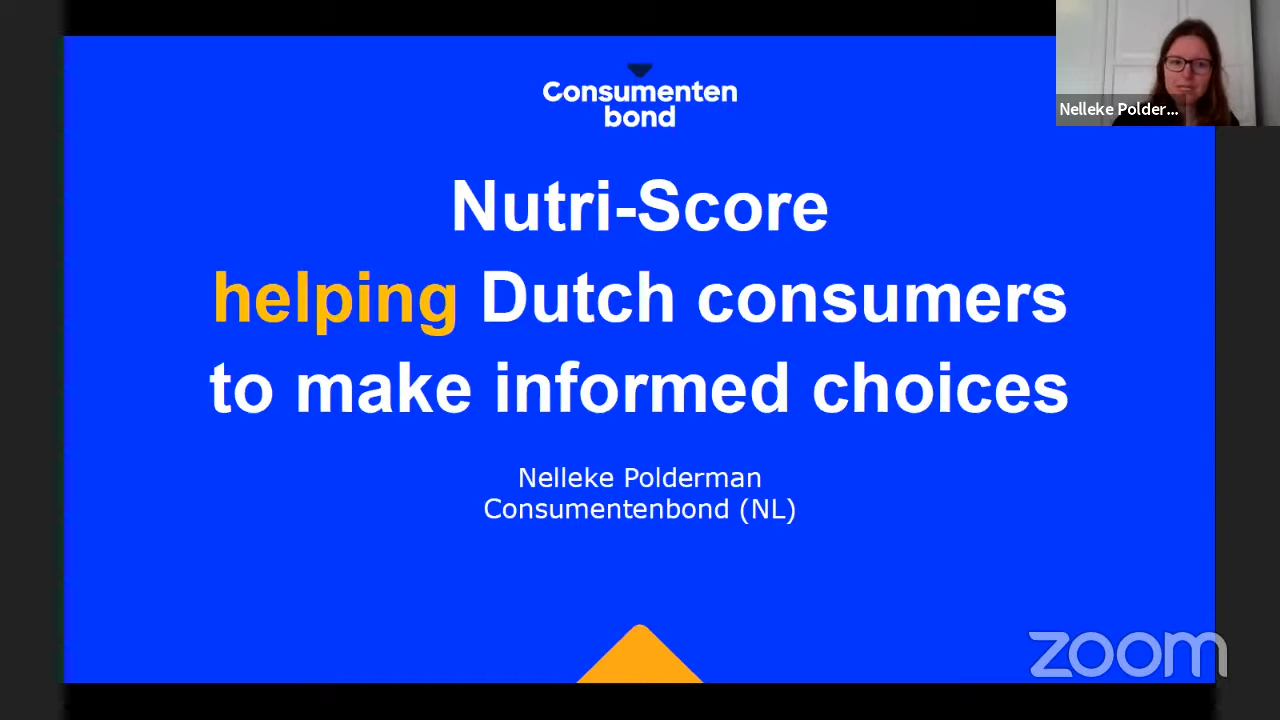 Consumenten
bond
Nutri-Score
helping Dutch consumers
to make informed choices
Nelleke Polderman
Consumentenbond (NL)
Nelleke Polder...
zoom